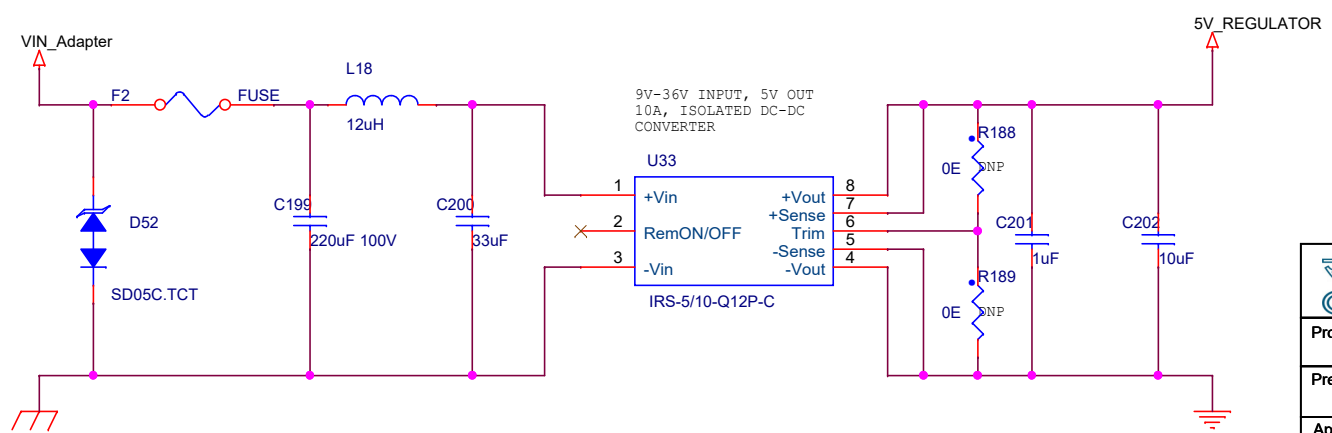 5V_REGULATOR
VIN_Adapter
L18
F2
FUSE
12uH
9V-36V INPUT, 5V OUT
10A, ISOLATED DC-DC
CONVERTER
R188
0E
DNP
U33
1
+Vin
2
RemON/OFF
3
-Vin
+Vout
8
+Sense
7
Trim
6
-Sense
5
-Vout
4
IRS-5/10-Q12P-C
C199
220uF 100V
C200
33uF
D52
SD05C.TCT
C201
1uF
C202
10uF
R189
0E
DNP